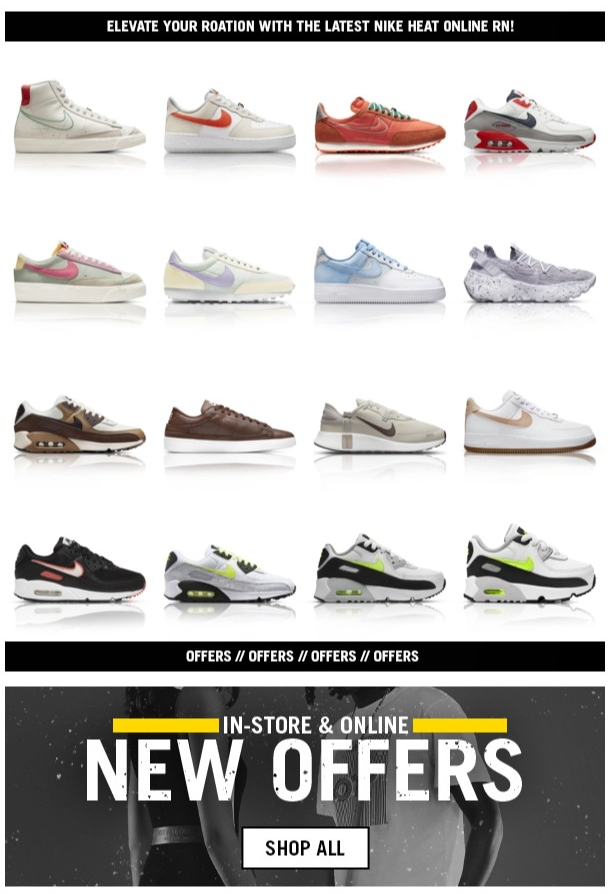 ELEVATE YOUR ROATION WITH THE LATEST NIKE HEAT ONLINE RN!
OFFERS // OFFERS // OFFERS // OFFERS
IN-STORE & ONLINE
NEW OFFERS
SHOP ALL